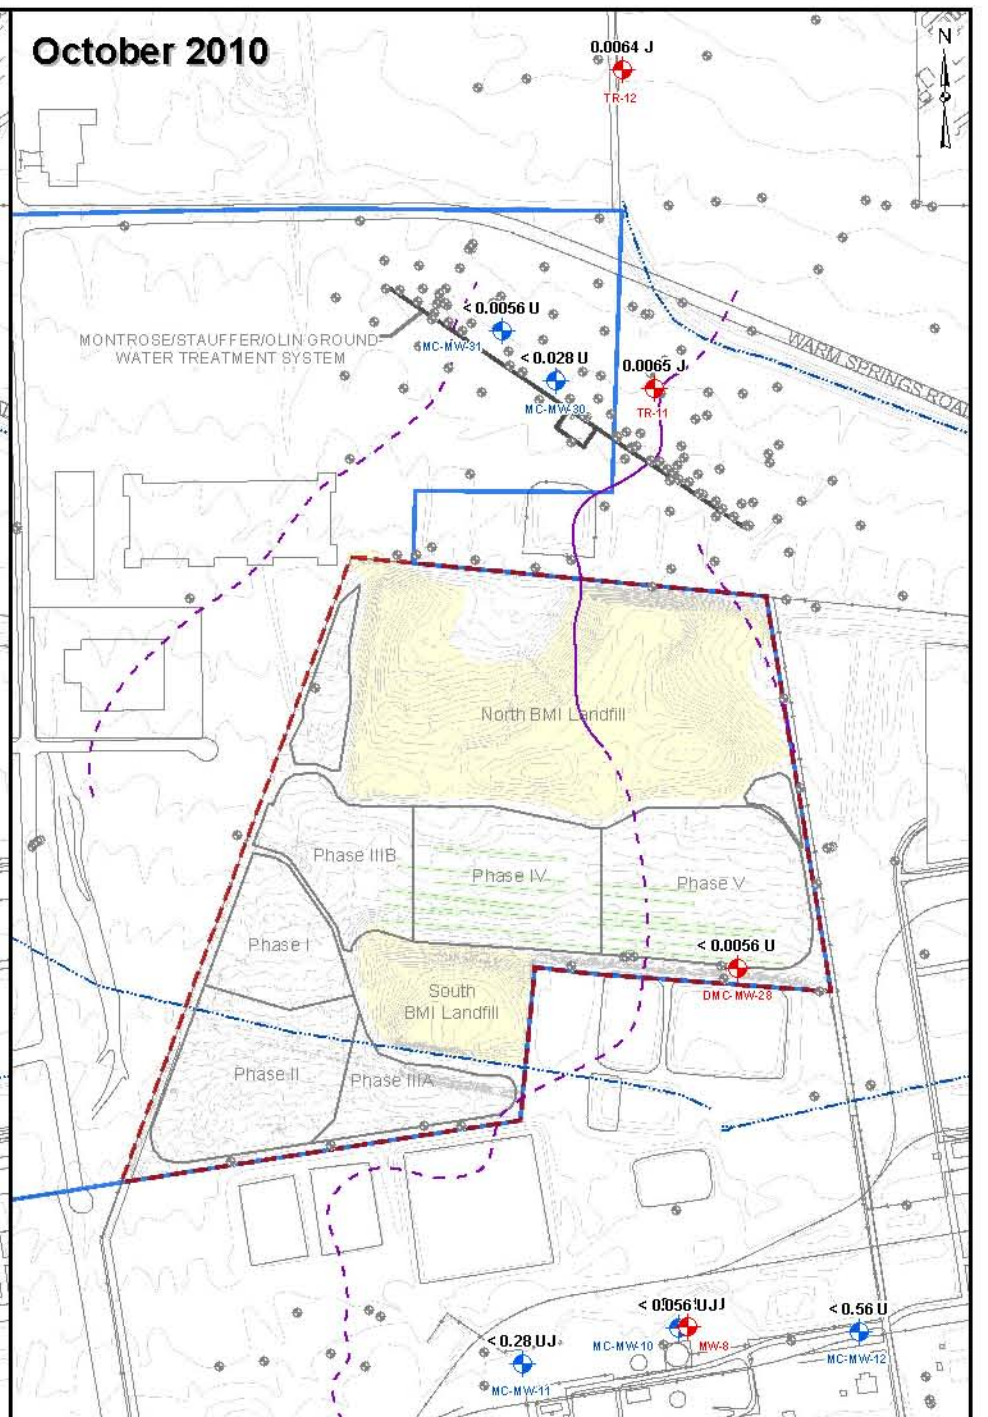 October 2010
N
0.0064 J
TR-12
< 0.0056 U
MC-MW-31
MONTROSE/STAUFFER/OLIN GROUND
WATER TREATMENT SYSTEM
< 0.028 U
MC-MW-30
0.0065 J
TR-11
WARM SPRINGS ROAD
North BMI Landfill
Phase IIIB
Phase IV
Phase V
Phase I
< 0.0056 U
DMC-MW-28
South
BMI Landfill
Phase II
Phase IIIA
< 0.28 UJ
MC-MW-11
MC-MW-10
MW-8
< 0.56 U
MC-MW-12